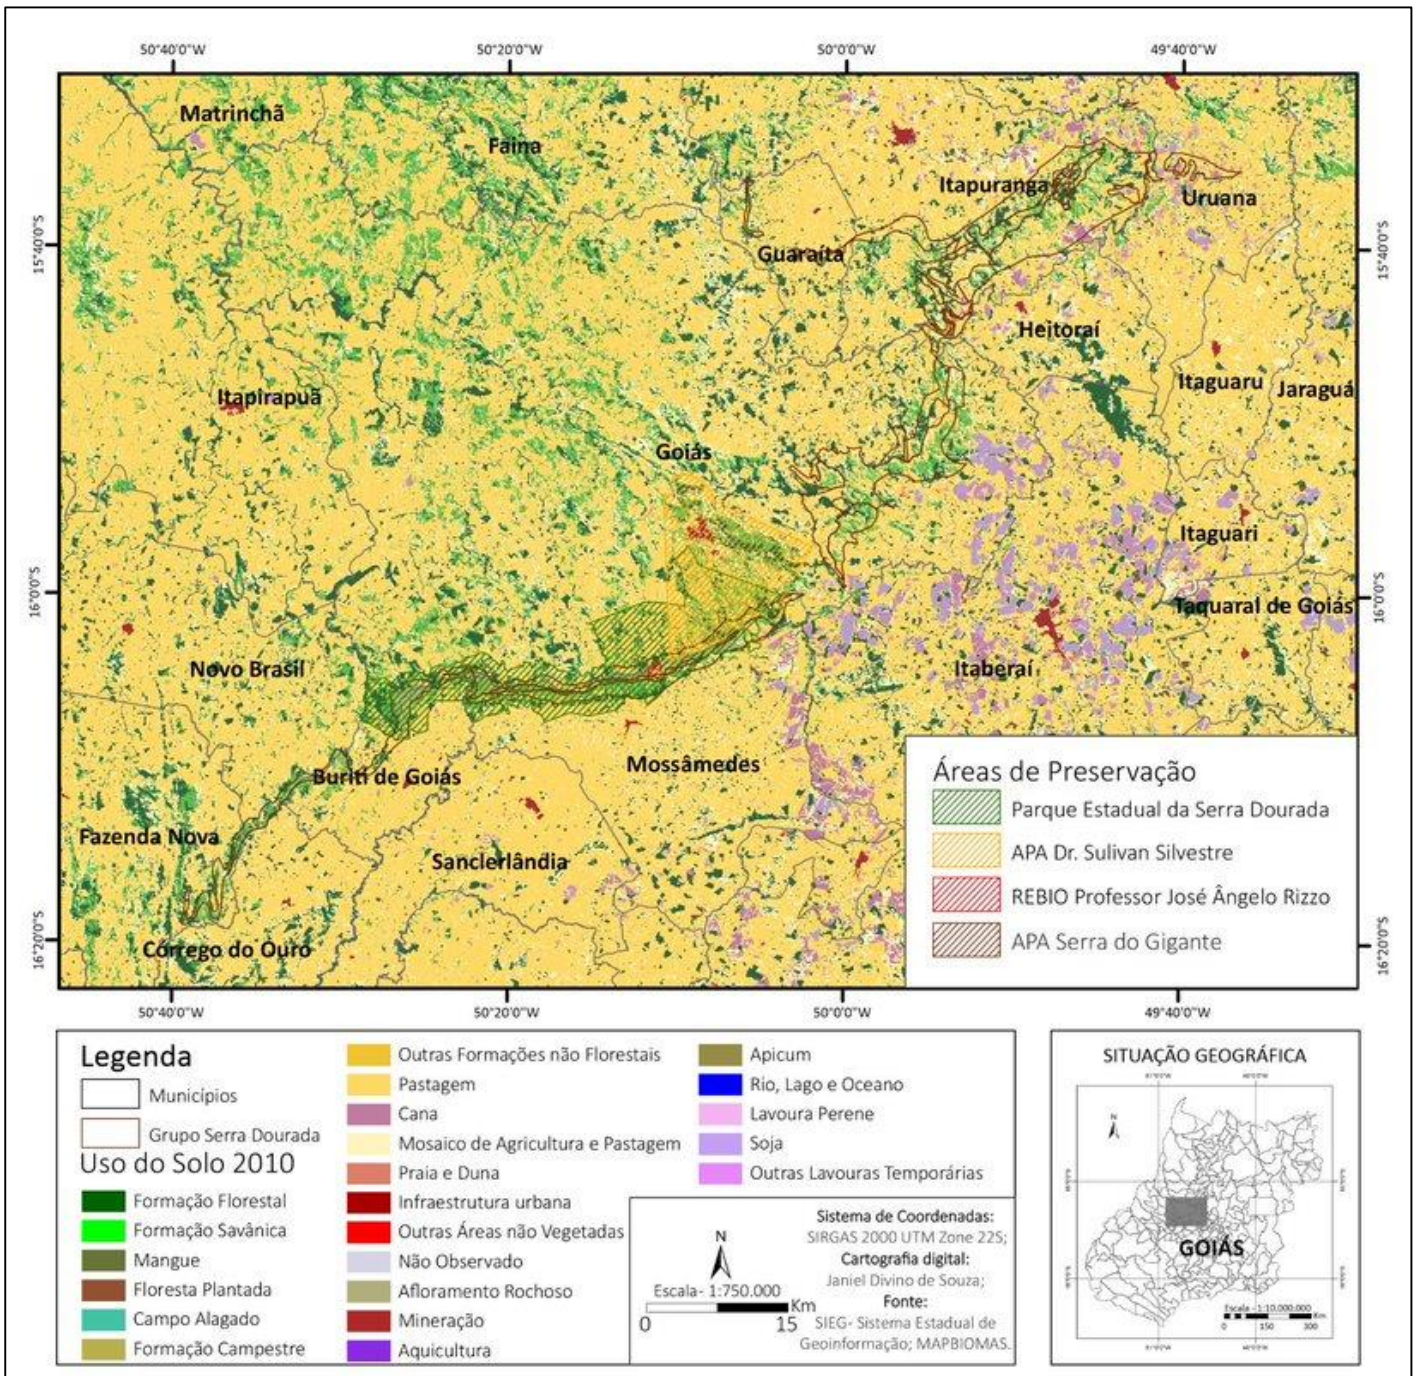 50°40'0"W 50°20'0"W 50°0'0"W 49°40'0"W
Matrinchã
Faina
Itapuranga
Uruana
15°40'0"S
15°40'0"S
Guaraíta
Heitoraí
Itaguaru
Jaraguá
Itapirapuã
Goiás
Itaguari
16°0'0"S
16°0'0"S
Taquaral de Goiás
Novo Brasil
Itaberaí
Mossâmedes
Buriti de Goiás
Fazenda Nova
Sanclerlândia
Córrego do Ouro
16°20'0"S
16°20'0"S
Áreas de Preservação
Parque Estadual da Serra Dourada
APA Dr. Sulivan Silvestre
REBIO Professor José Ângelo Rizzo
APA Serra do Gigante
50°40'0"W 50°20'0"W 50°0'0"W 49°40'0"W
Legenda
Municípios
Grupo Serra Dourada
Uso do Solo 2010
Formação Florestal
Formação Savânica
Mangue
Floresta Plantada
Campo Alagado
Formação Campestre
Outras Formações não Florestais
Pastagem
Cana
Mosaico de Agricultura e Pastagem
Praia e Duna
Infraestrutura urbana
Outras Áreas não Vegetadas
Não Observado
Afloramento Rochoso
Mineração
Aquicultura
Apicum
Rio, Lago e Oceano
Lavoura Perene
Soja
Outras Lavouras Temporárias
N
Escala- 1:750.000
Km
0 15
Sistema de Coordenadas:
SIRGAS 2000 UTM Zone 22S;
Cartografia digital:
Janiel Divino de Souza;
Fonte:
SIEG- Sistema Estadual de
Geoinformação; MAPBIOMAS.
SITUAÇÃO GEOGRÁFICA
N
GOIÁS
Escala - 1:10.000.000
Km
0 150 300